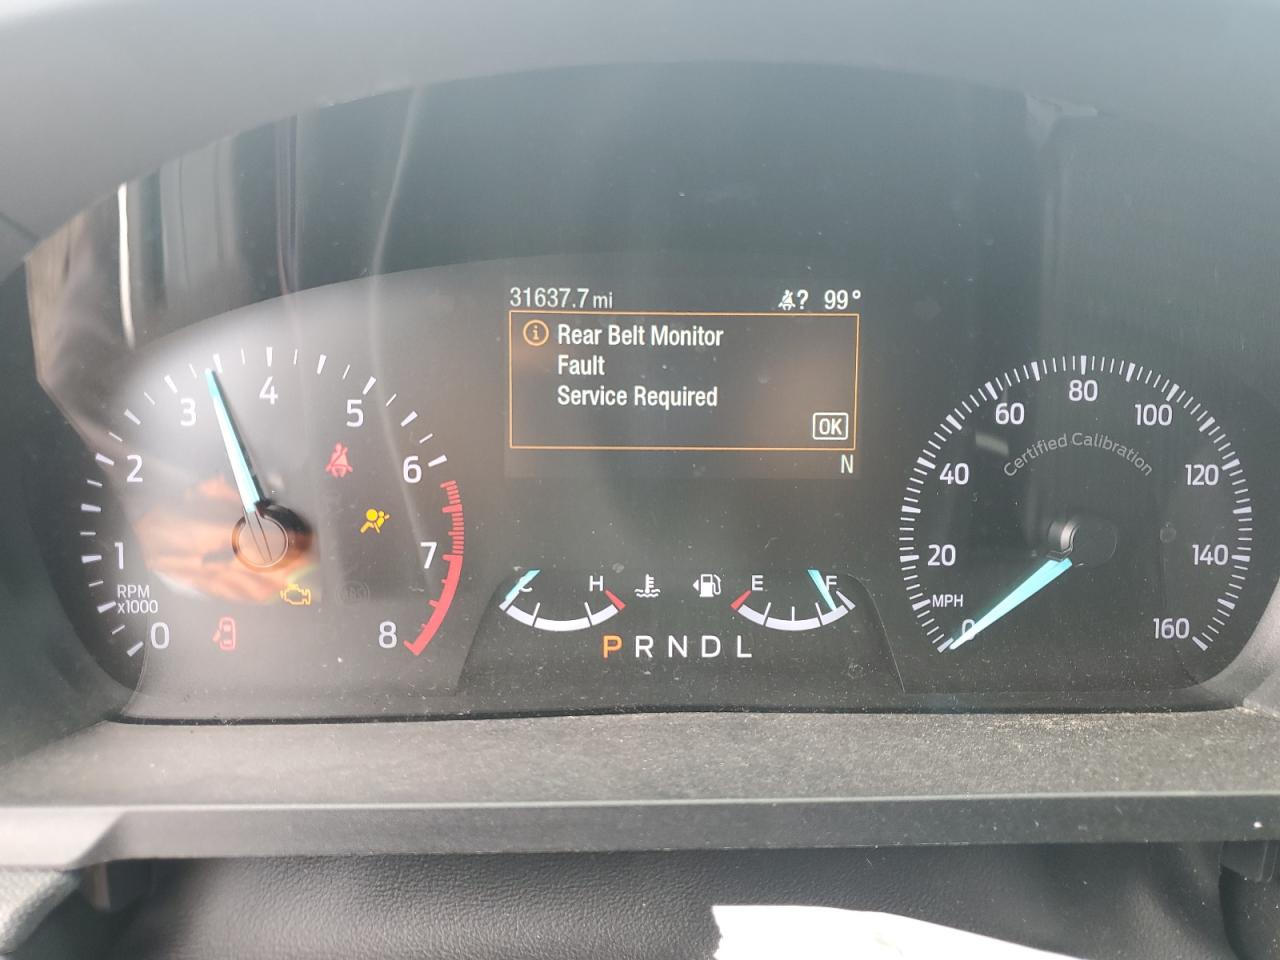 31637.7 mi ? 99°
Rear Belt Monitor
Fault
Service Required
OK
N
0
1
2
3
4
5
6
7
8
RPM
x1000
C H
E F
P R N D L
0
20
40
60
80
100
120
140
160
MPH
Certified Calibration